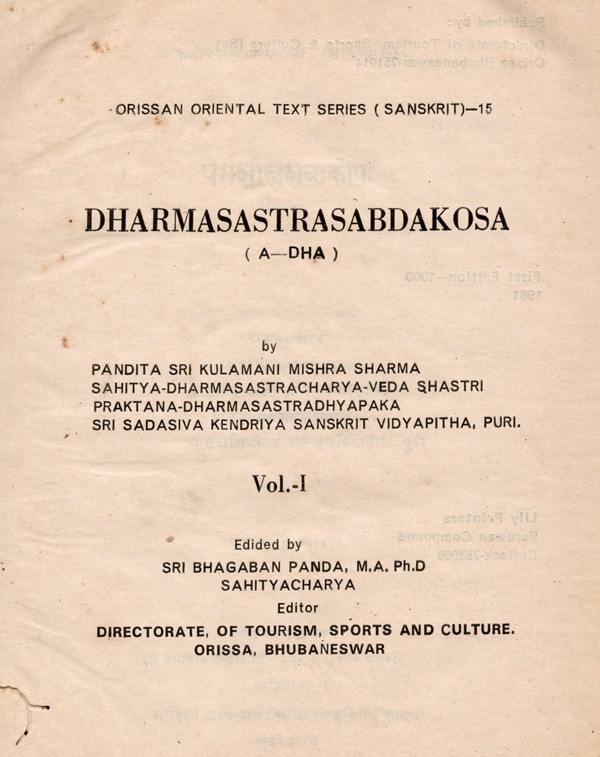 ORISSAN ORIENTAL TEXT SERIES ( SANSKRIT)—15
DHARMASASTRASABDAKOSA
( A—DHA )
by
PANDITA SRI KULAMANI MISHRA SHARMA
SAHITYA-DHARMASASTRACHARYA-VEDA SHASTRI
PRAKTANA-DHARMASASTRADHYAPAKA
SRI SADASIVA KENDRIYA SANSKRIT VIDYAPITHA, PURI.
Vol.-I
Edided by
SRI BHAGABAN PANDA, M.A. Ph.D
SAHITYACHARYA
Editor
DIRECTORATE, OF TOURISM, SPORTS AND CULTURE.
ORISSA, BHUBANESWAR